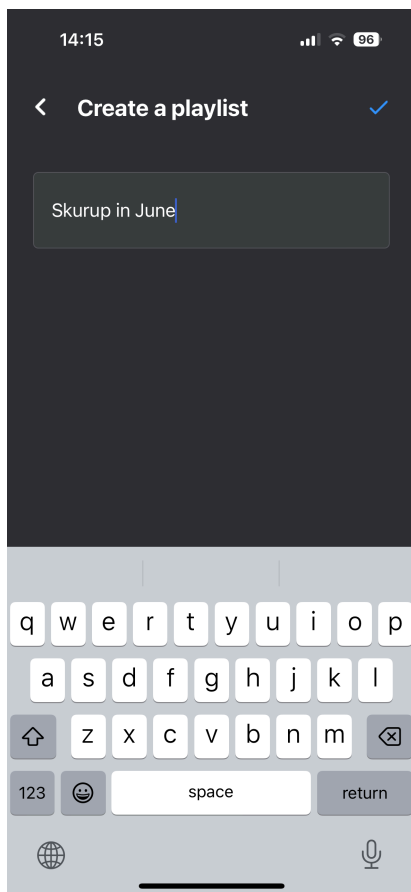 14:15
96
Create a playlist
Skurup in June
q w e r t y u i o p
a s d f g h j k l
z x c v b n m
123 space return